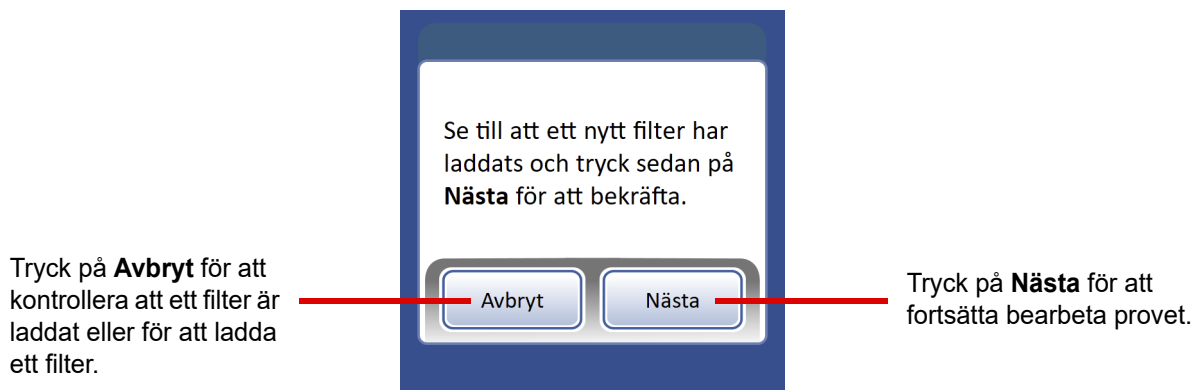 Se till att ett nytt filter har
laddats och tryck sedan på
Nästa för att bekräfta.
Tryck på Avbryt för att
kontrollera att ett filter är
laddat eller för att ladda
ett filter.
Avbryt
Nästa
Tryck på Nästa för att
fortsätta bearbeta provet.